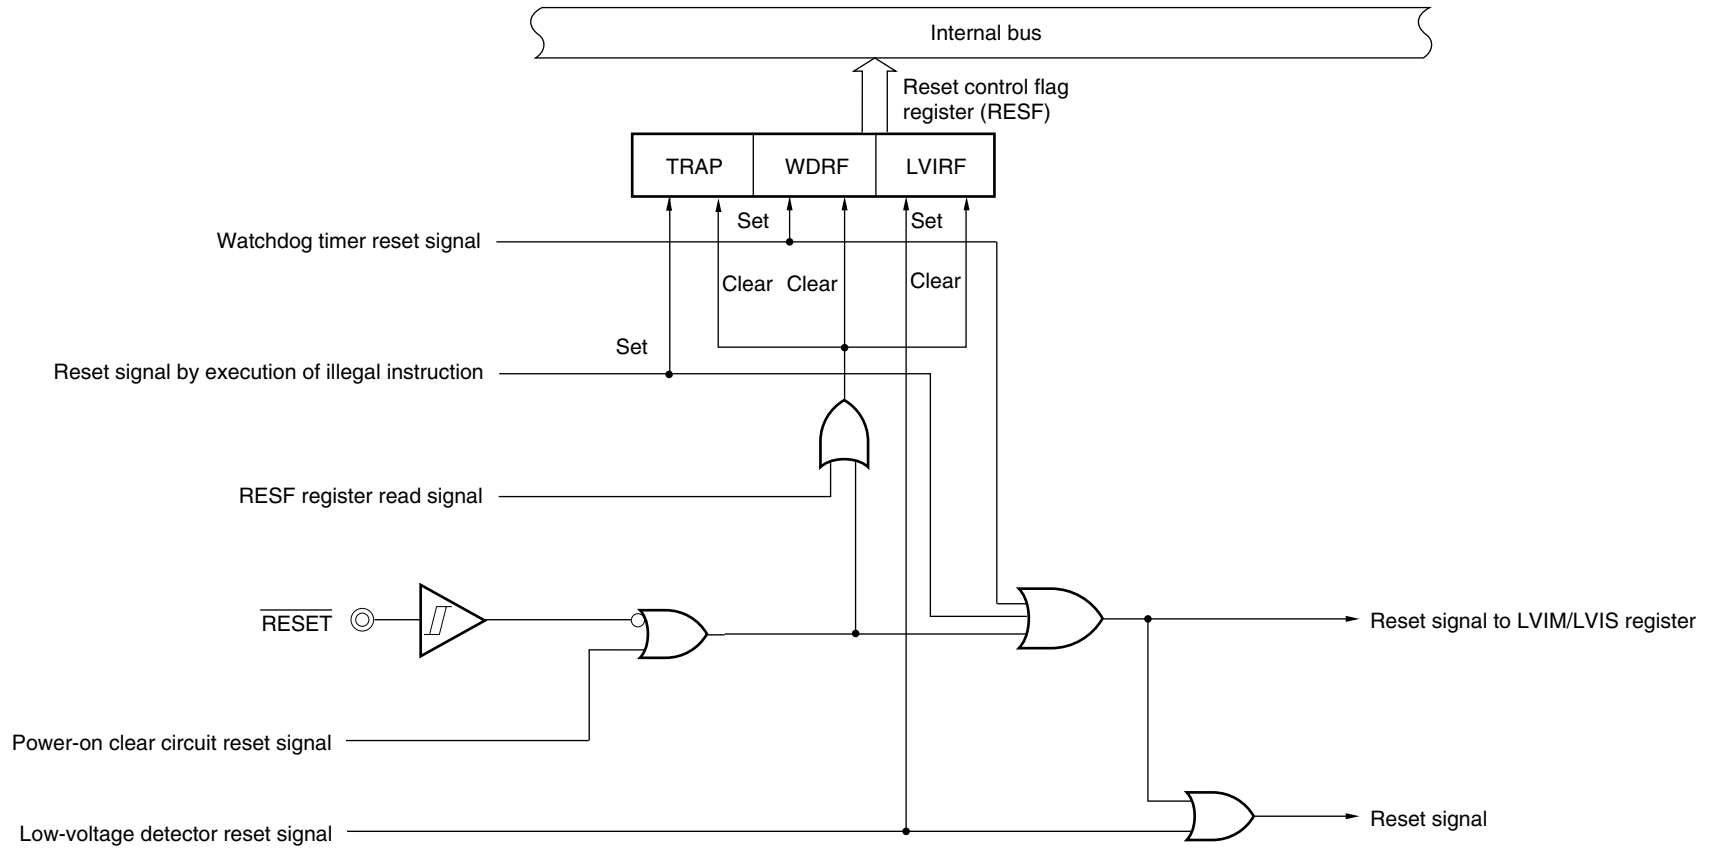 Internal bus
Reset control flag
register (RESF)
TRAP
WDRF
LVIRF
Set
Set
Watchdog timer reset signal
Clear
Clear
Clear
Set
Reset signal by execution of illegal instruction
RESF register read signal
RESET
Reset signal to LVIM/LVIS register
Power-on clear circuit reset signal
Low-voltage detector reset signal
Reset signal